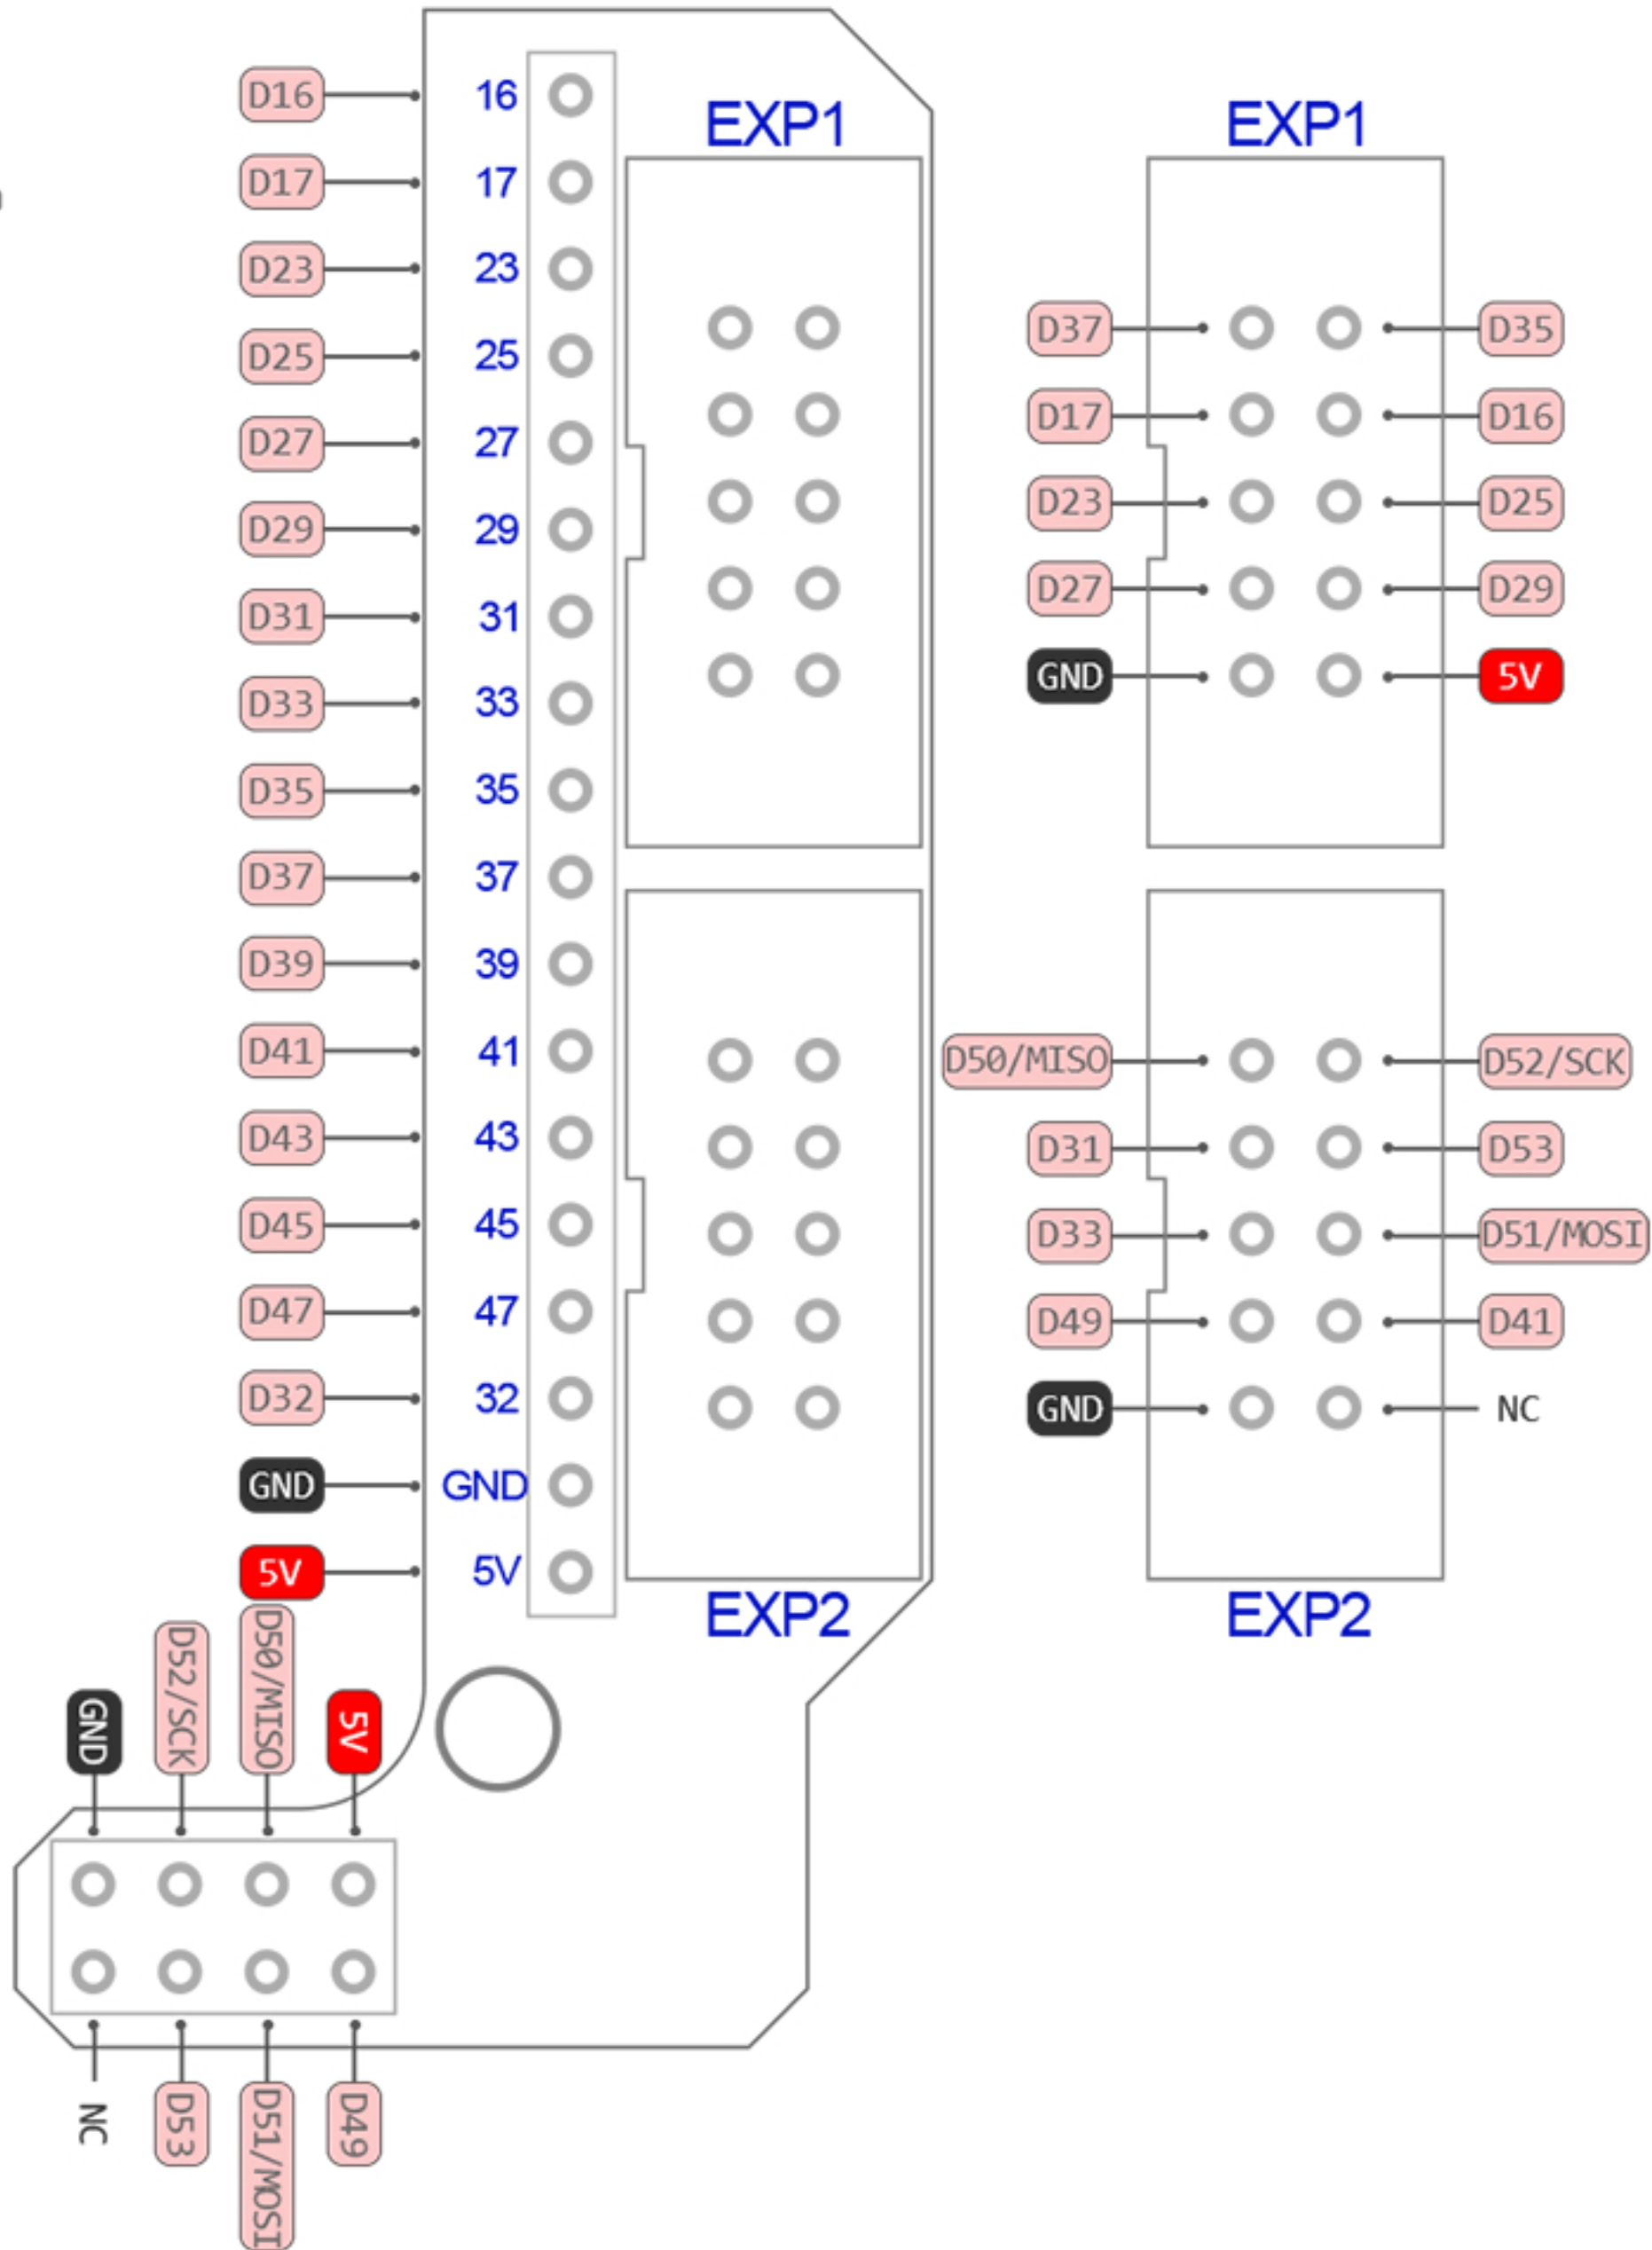 EXP1 EXP1
D16 16
D17 17
D23 23
D25 25
D27 27
D29 29
D31 31
D33 33
D35 35
D37 37
D39 39
D41 41
D43 43
D45 45
D47 47
D32 32
GND GND
5V 5V
D37 D35
D17 D16
D23 D25
D27 D29
GND 5V
D50/MISO D52/SCK
D31 D53
D33 D51/MOSI
D49 D41
GND NC
EXP2 EXP2
GND D52/SCK D50/MISO 5V
NC D53 D51/MOSI D49